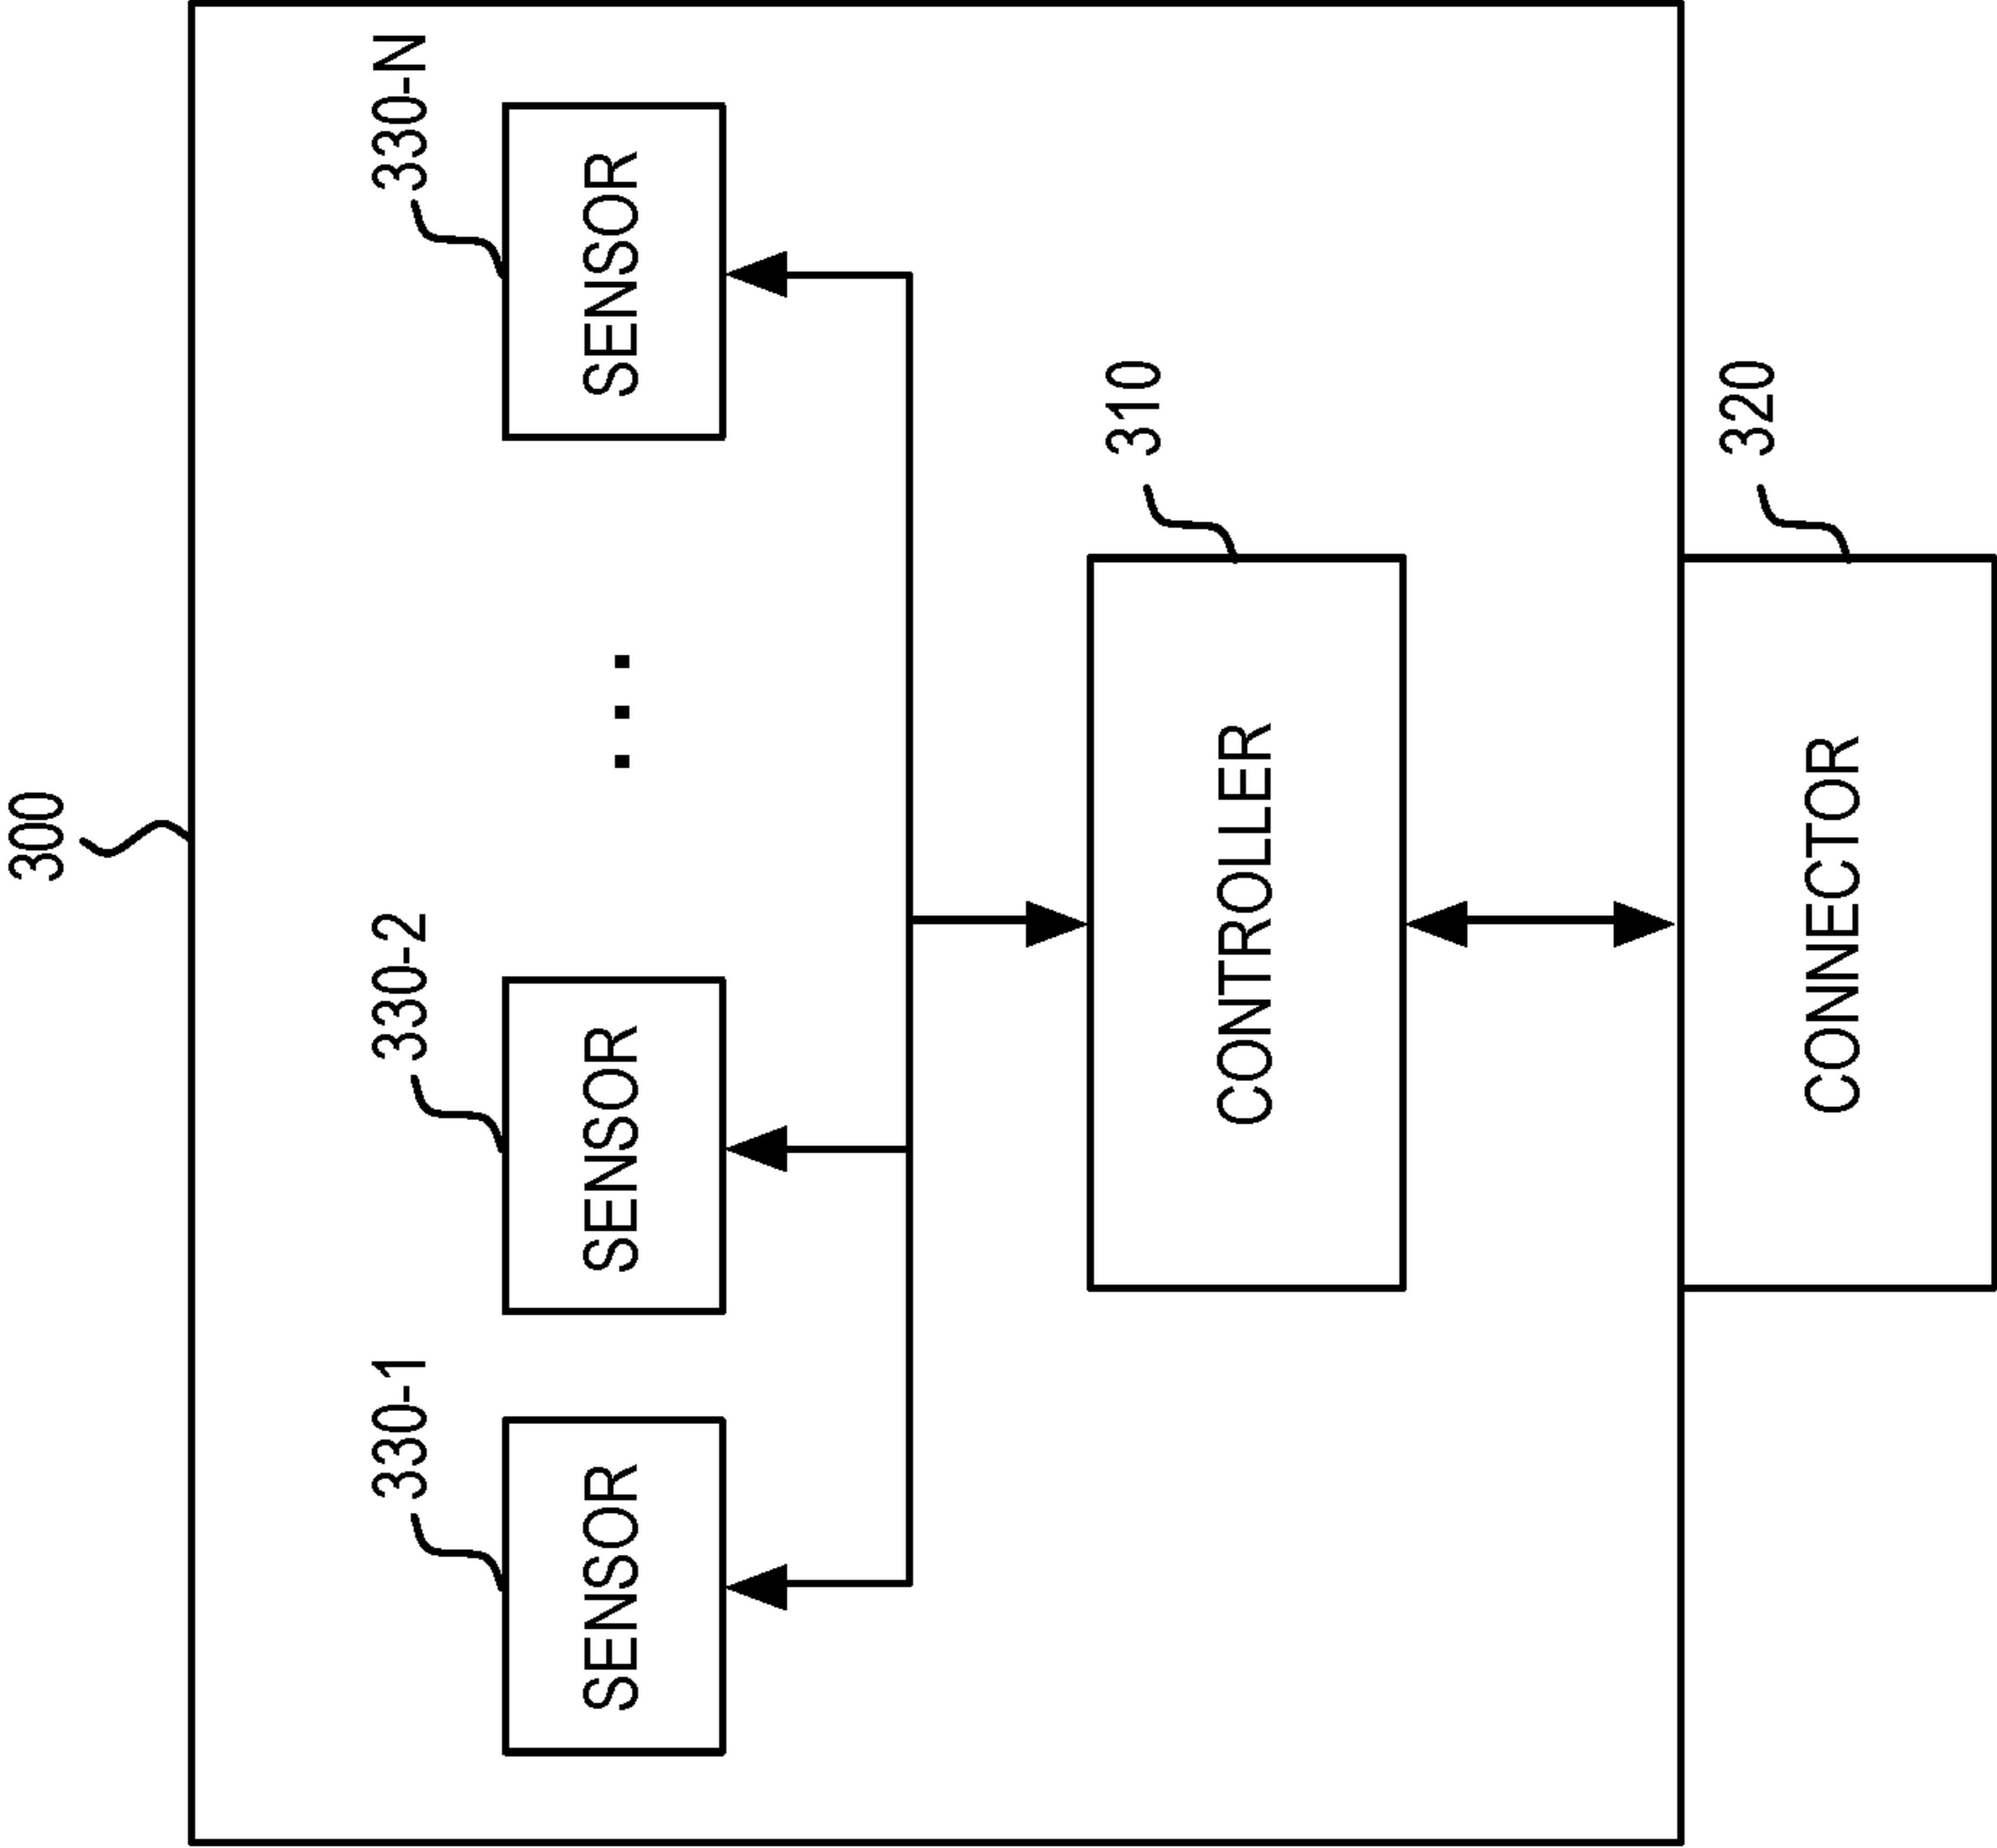 300
330-1
330-2
330-N
SENSOR
SENSOR
...
SENSOR
310
CONTROLLER
320
CONNECTOR